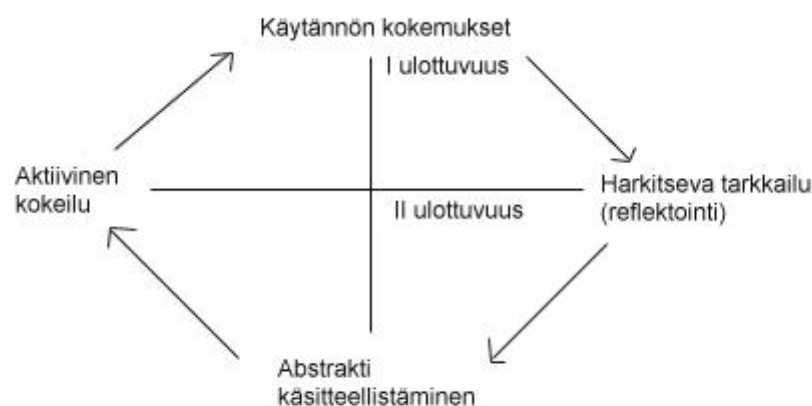 Käytännön kokemukset
I ulottuvuus
Aktiivinen
kokeilu
Harkitseva tarkkailu
(reflektointi)
II ulottuvuus
Abstrakti
käsitteellistäminen